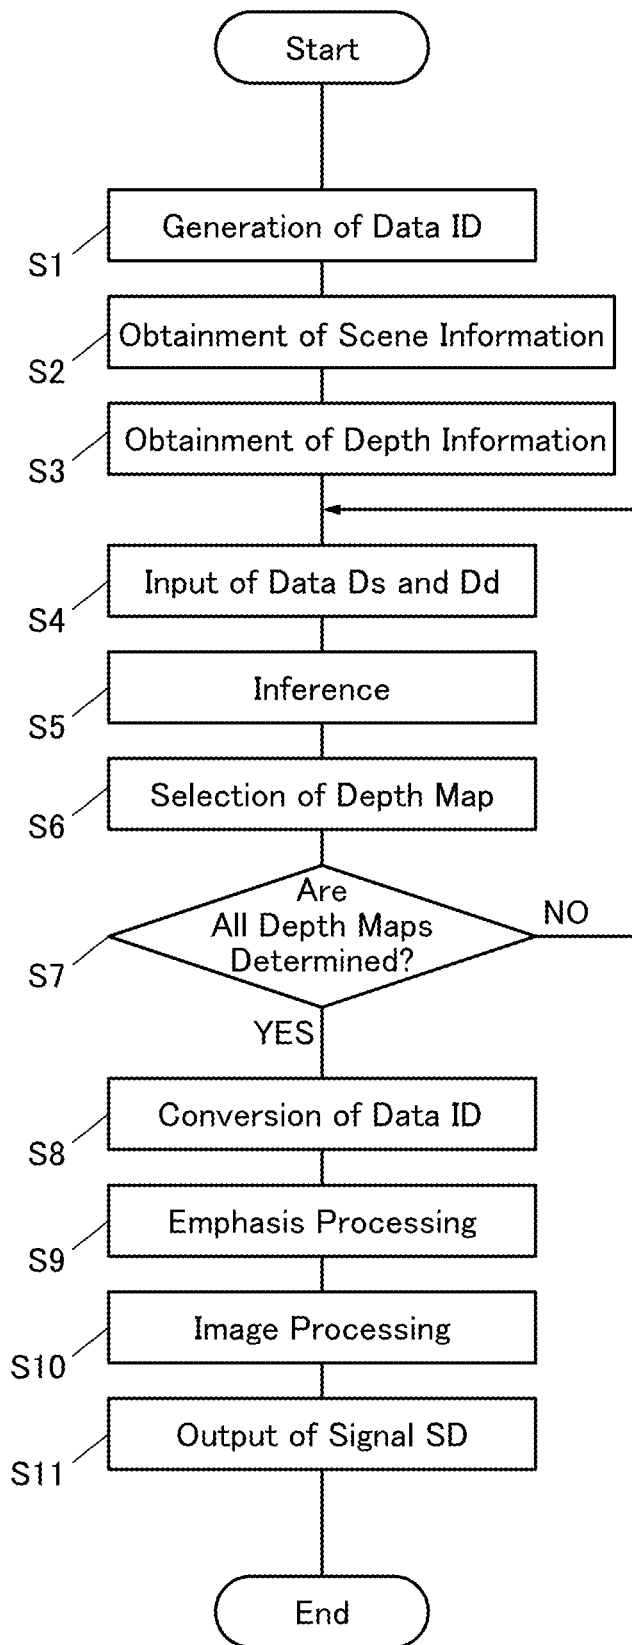 Start
Generation of Data ID
S1
Obtainment of Scene Information
S2
Obtainment of Depth Information
S3
Input of Data Ds and Dd
S4
Inference
S5
Selection of Depth Map
S6
Are
All Depth Maps
Determined?
NO
S7
YES
Conversion of Data ID
S8
Emphasis Processing
S9
Image Processing
S10
Output of Signal SD
S11
End